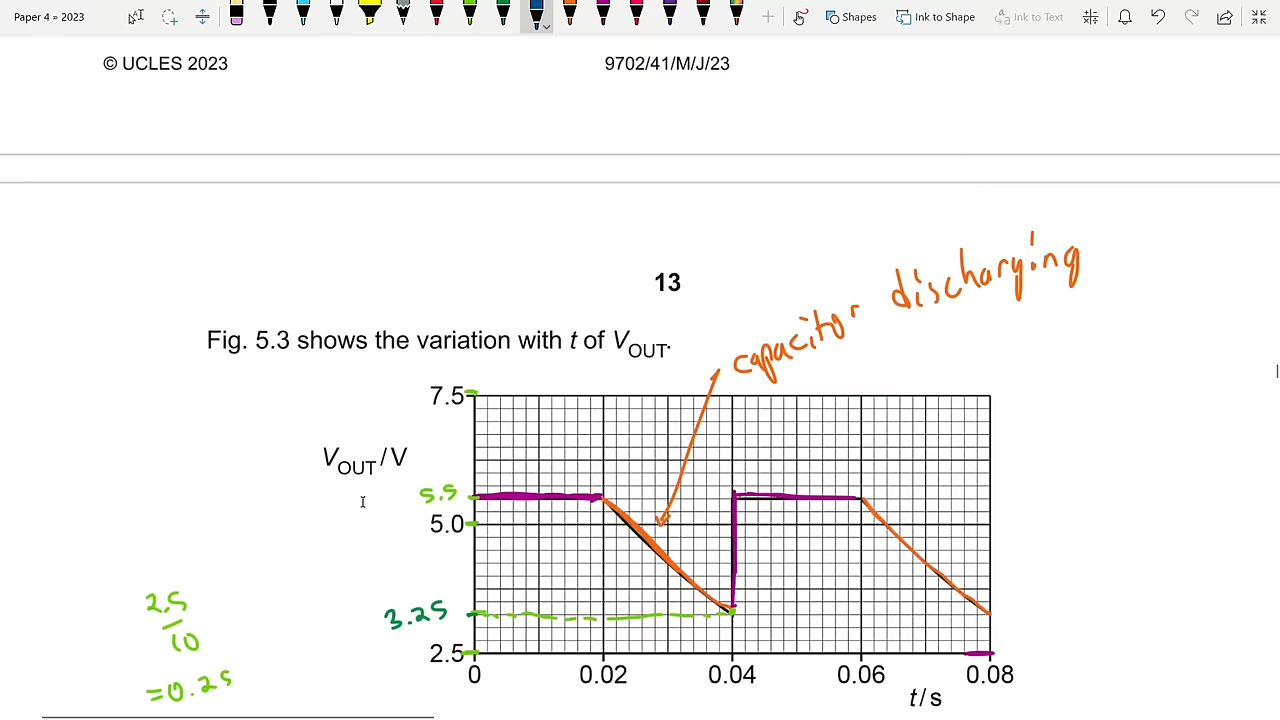 Paper 4 » 2023
Shapes
Ink to Shape
Ink to Text
© UCLES 2023
9702/41/M/J/23
13
capacitor discharging
Fig. 5.3 shows the variation with t of VOUT.
7.5
VOUT / V
5.5
5.0
3.25
2.5
0
0.02
0.04
0.06
0.08
t / s
2.5
10
=0.25